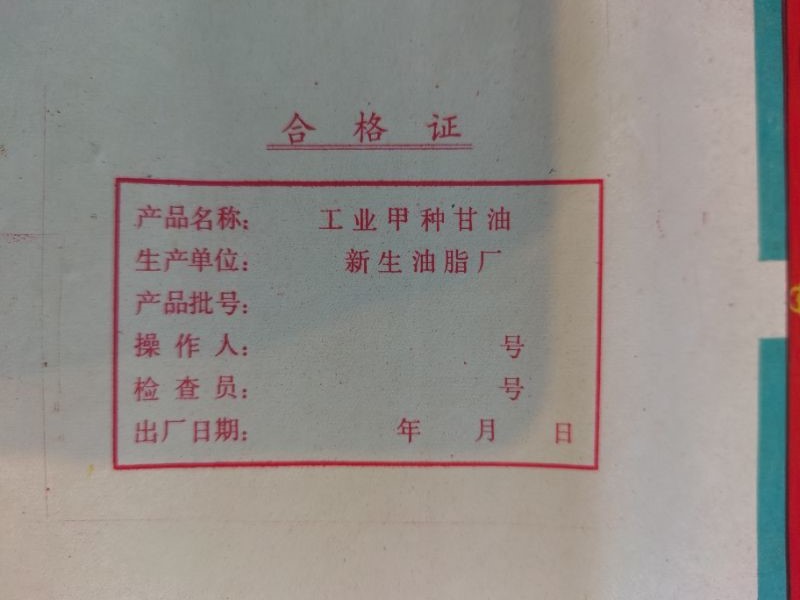 合格证
产品名称：工业甲种甘油
生产单位：新生油脂厂
产品批号：
操作人：号
检查员：号
出厂日期：年 月 日